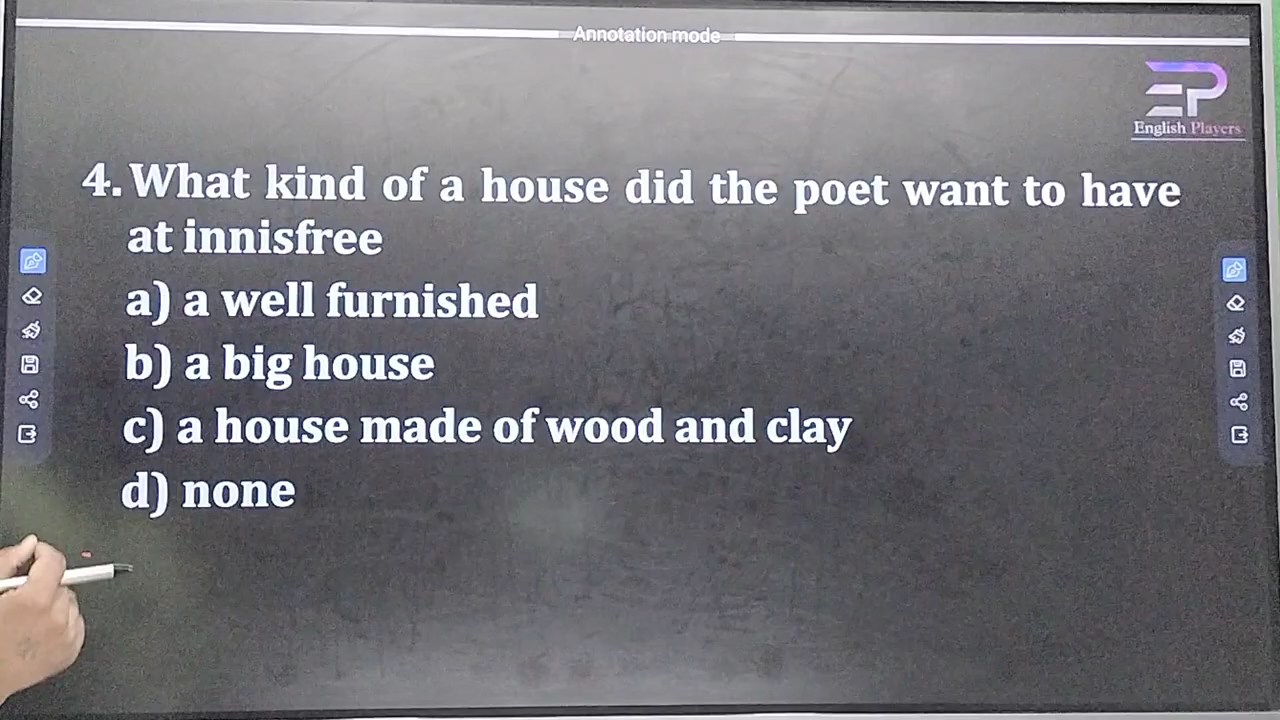 Annotation mode
EP
English Players
4. What kind of a house did the poet want to have
at innisfree
a) a well furnished
b) a big house
c) a house made of wood and clay
d) none